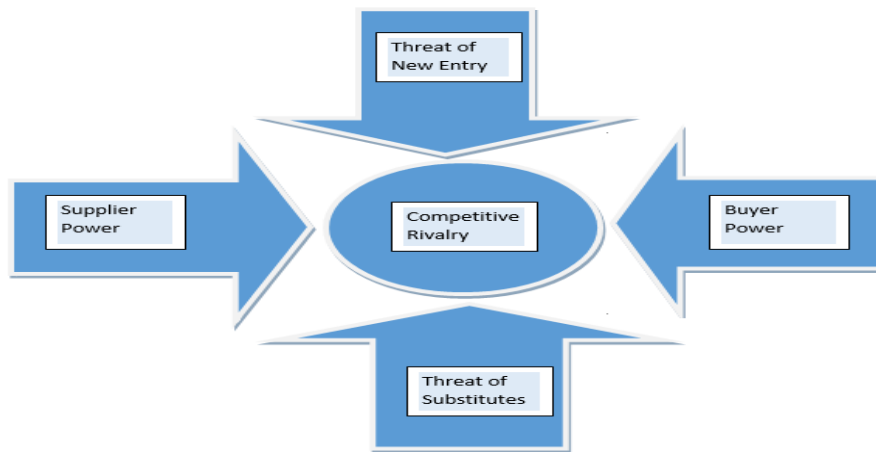 Threat of
New Entry
Supplier
Power
Competitive
Rivalry
Buyer
Power
Threat of
Substitutes